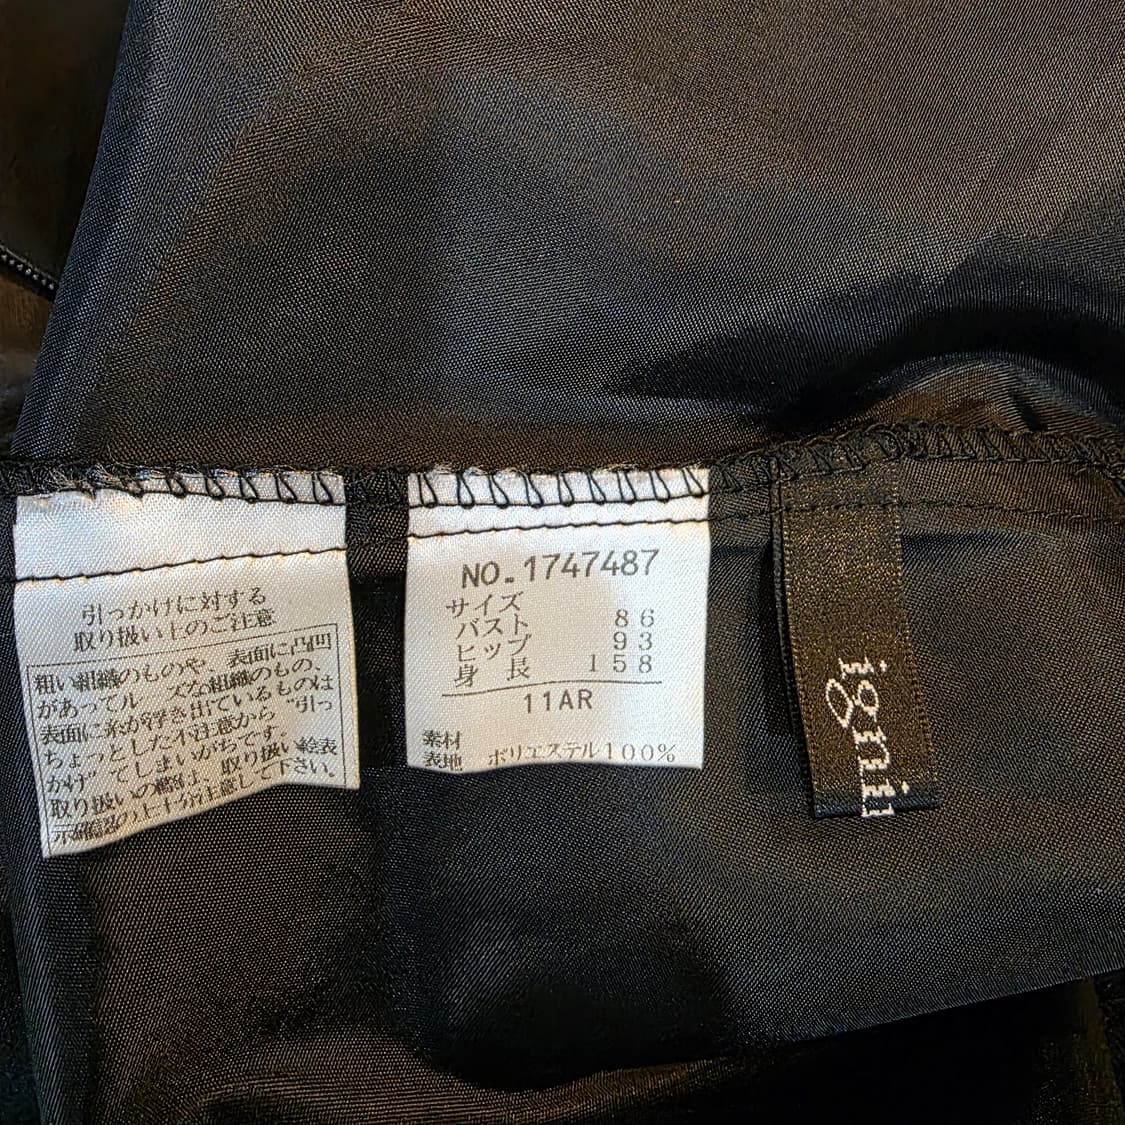 引っかけに対する
取り扱い上のご注意
粗い組織のものや、表面に凸凹
があってルーズな組織のもの、
表面に糸が浮き出ているものは
ちょっとした不注意から“引っ
かけ”てしまいがちです。
取り扱いの際は、取り扱い絵表
示確認の上十分注意して下さい。
NO.1747487
サイズ
バスト 86
ヒップ 93
身長 158
11AR
素材
表地 ポリエステル100%
igni